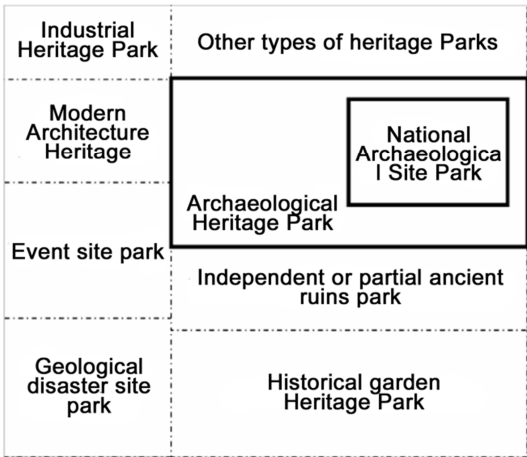 Industrial
Heritage Park
Other types of heritage Parks
Modern
Architecture
Heritage
National
Archaeologica
l Site Park
Archaeological
Heritage Park
Event site park
Independent or partial ancient
ruins park
Geological
disaster site
park
Historical garden
Heritage Park